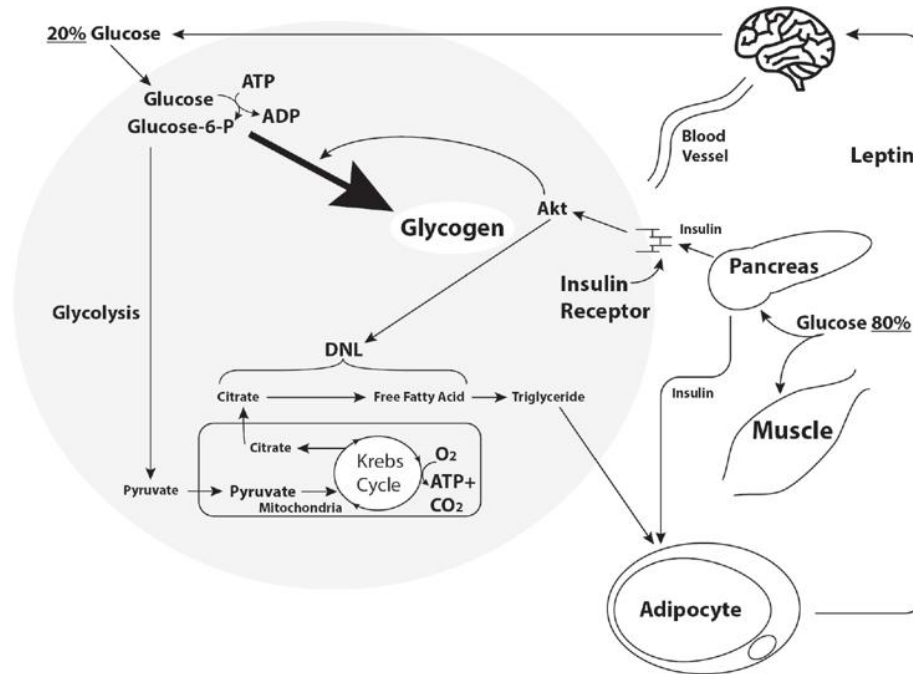 20% Glucose
Glucose
ATP
ADP
Glucose-6-P
Glycogen
Akt
Blood
Vessel
Leptin
Insulin
Pancreas
Insulin
Receptor
Glucose 80%
Glycolysis
DNL
Citrate
Free Fatty Acid
Triglyceride
Insulin
Muscle
Citrate
Krebs
Cycle
O2
ATP+
CO2
Pyruvate
Pyruvate
Mitochondria
Adipocyte